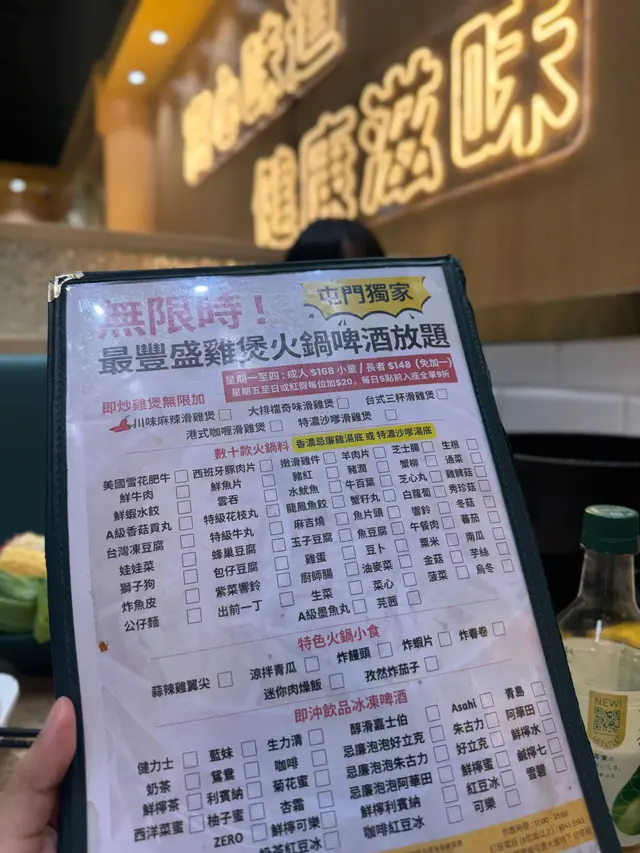 健康滋味
無限時！
屯門獨家
最豐盛雞煲火鍋啤酒放題
星期一至四：成人 $168 小童 / 長者 $148（免加一）
星期五至日或紅假每位加$20，每日5點前入座全單9折
即炒雞煲無限加
川味麻辣滑雞煲 大排檔奇味滑雞煲 台式三杯滑雞煲
港式咖喱滑雞煲 特濃沙嗲滑雞煲
數十款火鍋料 香濃忌廉雞湯底 或 特濃沙嗲湯底
美國雪花肥牛 西班牙豚肉片 嫩滑雞件 羊肉片 芝士腸 生根
鮮牛肉 鮮魚片 豬紅 豬潤 蟹柳 通菜
鮮蝦水餃 雲吞 水魷魚 牛百葉 芝心丸 雞髀菇
A級香菇貢丸 特級花枝丸 龍鳳魚餃 蟹籽丸 白蘿蔔 秀珍菇
台灣凍豆腐 特級牛丸 麻吉燒 魚片頭 響鈴 冬菇
娃娃菜 蜂巢豆腐 玉子豆腐 魚豆腐 午餐肉 番茄
獅子狗 包仔豆腐 雞蛋 豆卜 粟米 南瓜
炸魚皮 紫菜響鈴 廚師腸 油麥菜 金菇 芋絲
公仔麵 出前一丁 生菜 菜心 菠菜 烏冬
A級墨魚丸 芫茜
特色火鍋小食
蒜辣雞翼尖 涼拌青瓜 炸饅頭 炸蝦片 炸春卷
迷你肉燥飯 孜然炸茄子
即沖飲品冰凍啤酒
健力士 藍妹 生力清 醇滑嘉士伯 Asahi 青島
奶茶 鴛鴦 咖啡 忌廉泡泡好立克 朱古力 阿華田
鮮檸茶 利賓納 菊花蜜 忌廉泡泡朱古力 好立克 鮮檸水
西洋菜蜜 柚子蜜 杏霜 忌廉泡泡阿華田 鮮檸蜜 鹹檸七
ZERO 鮮檸可樂 鮮檸利賓納 紅豆冰 雪碧
奶茶紅豆冰 咖啡紅豆冰 可樂
NEW!